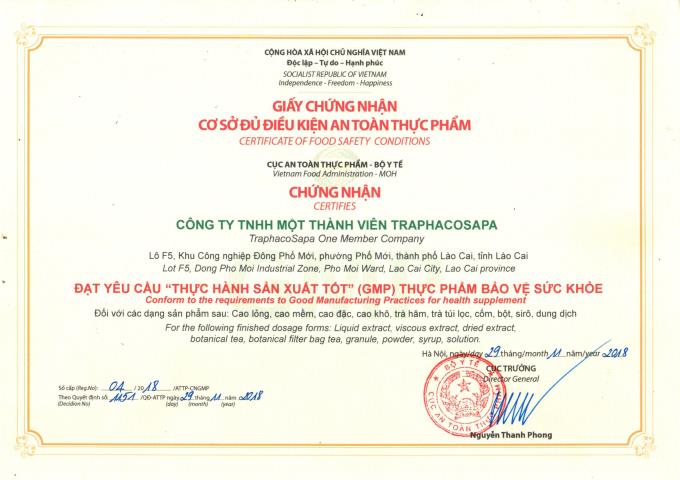 CỘNG HÒA XÃ HỘI CHỦ NGHĨA VIỆT NAM
Độc lập – Tự do – Hạnh phúc
SOCIALIST REPUBLIC OF VIETNAM
Independence - Freedom - Happiness
GIẤY CHỨNG NHẬN
CƠ SỞ ĐỦ ĐIỀU KIỆN AN TOÀN THỰC PHẨM
CERTIFICATE OF FOOD SAFETY CONDITIONS
CỤC AN TOÀN THỰC PHẨM - BỘ Y TẾ
Vietnam Food Administration - MOH
CHỨNG NHẬN
CERTIFIES
CÔNG TY TNHH MỘT THÀNH VIÊN TRAPHACOSAPA
TraphacoSapa One Member Company
Lô F5, Khu Công nghiệp Đông Phố Mới, phường Phố Mới, thành phố Lào Cai, tỉnh Lào Cai
Lot F5, Dong Pho Moi Industrial Zone, Pho Moi Ward, Lao Cai City, Lao Cai province
ĐẠT YÊU CẦU “THỰC HÀNH SẢN XUẤT TỐT” (GMP) THỰC PHẨM BẢO VỆ SỨC KHỎE
Conform to the requirements to Good Manufacturing Practices for health supplement
Đối với các dạng sản phẩm sau: Cao lỏng, cao mềm, cao đặc, cao khô, trà hãm, trà túi lọc, cốm, bột, sirô, dung dịch
For the following finished dosage forms: Liquid extract, viscous extract, dried extract,
botanical tea, botanical filter bag tea, granule, powder, syrup, solution.
Hà Nội, ngày/day 29 tháng/month 11 năm/year 2018
CỤC TRƯỞNG
Director General
BỘ Y TẾ
CỤC AN TOÀN THỰC PHẨM
Số cấp (Reg.No): 04 / 2018 /ATTP-CNGMP
Theo Quyết định số: 1151 /QĐ-ATTP ngày 29 tháng 11 năm 2018
(Decidion No) (day) (month) (year)
Nguyễn Thanh Phong